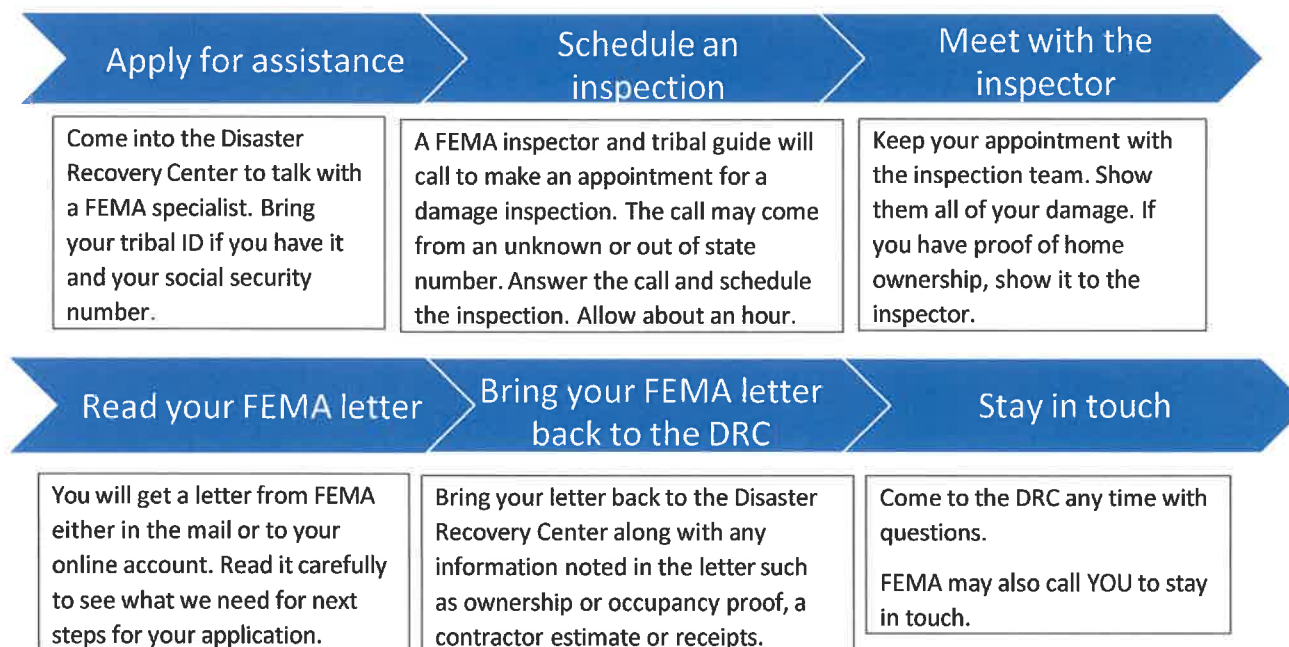 Apply for assistance
Schedule an
inspection
Meet with the
inspector
Come into the Disaster
Recovery Center to talk with
a FEMA specialist. Bring
your tribal ID if you have it
and your social security
number.
A FEMA inspector and tribal guide will
call to make an appointment for a
damage inspection. The call may come
from an unknown or out of state
number. Answer the call and schedule
the inspection. Allow about an hour.
Keep your appointment with
the inspection team. Show
them all of your damage. If
you have proof of home
ownership, show it to the
inspector.
Read your FEMA letter
Bring your FEMA letter
back to the DRC
Stay in touch
You will get a letter from FEMA
either in the mail or to your
online account. Read it carefully
to see what we need for next
steps for your application.
Bring your letter back to the Disaster
Recovery Center along with any
information noted in the letter such
as ownership or occupancy proof, a
contractor estimate or receipts.
Come to the DRC any time with
questions.
FEMA may also call YOU to stay
in touch.